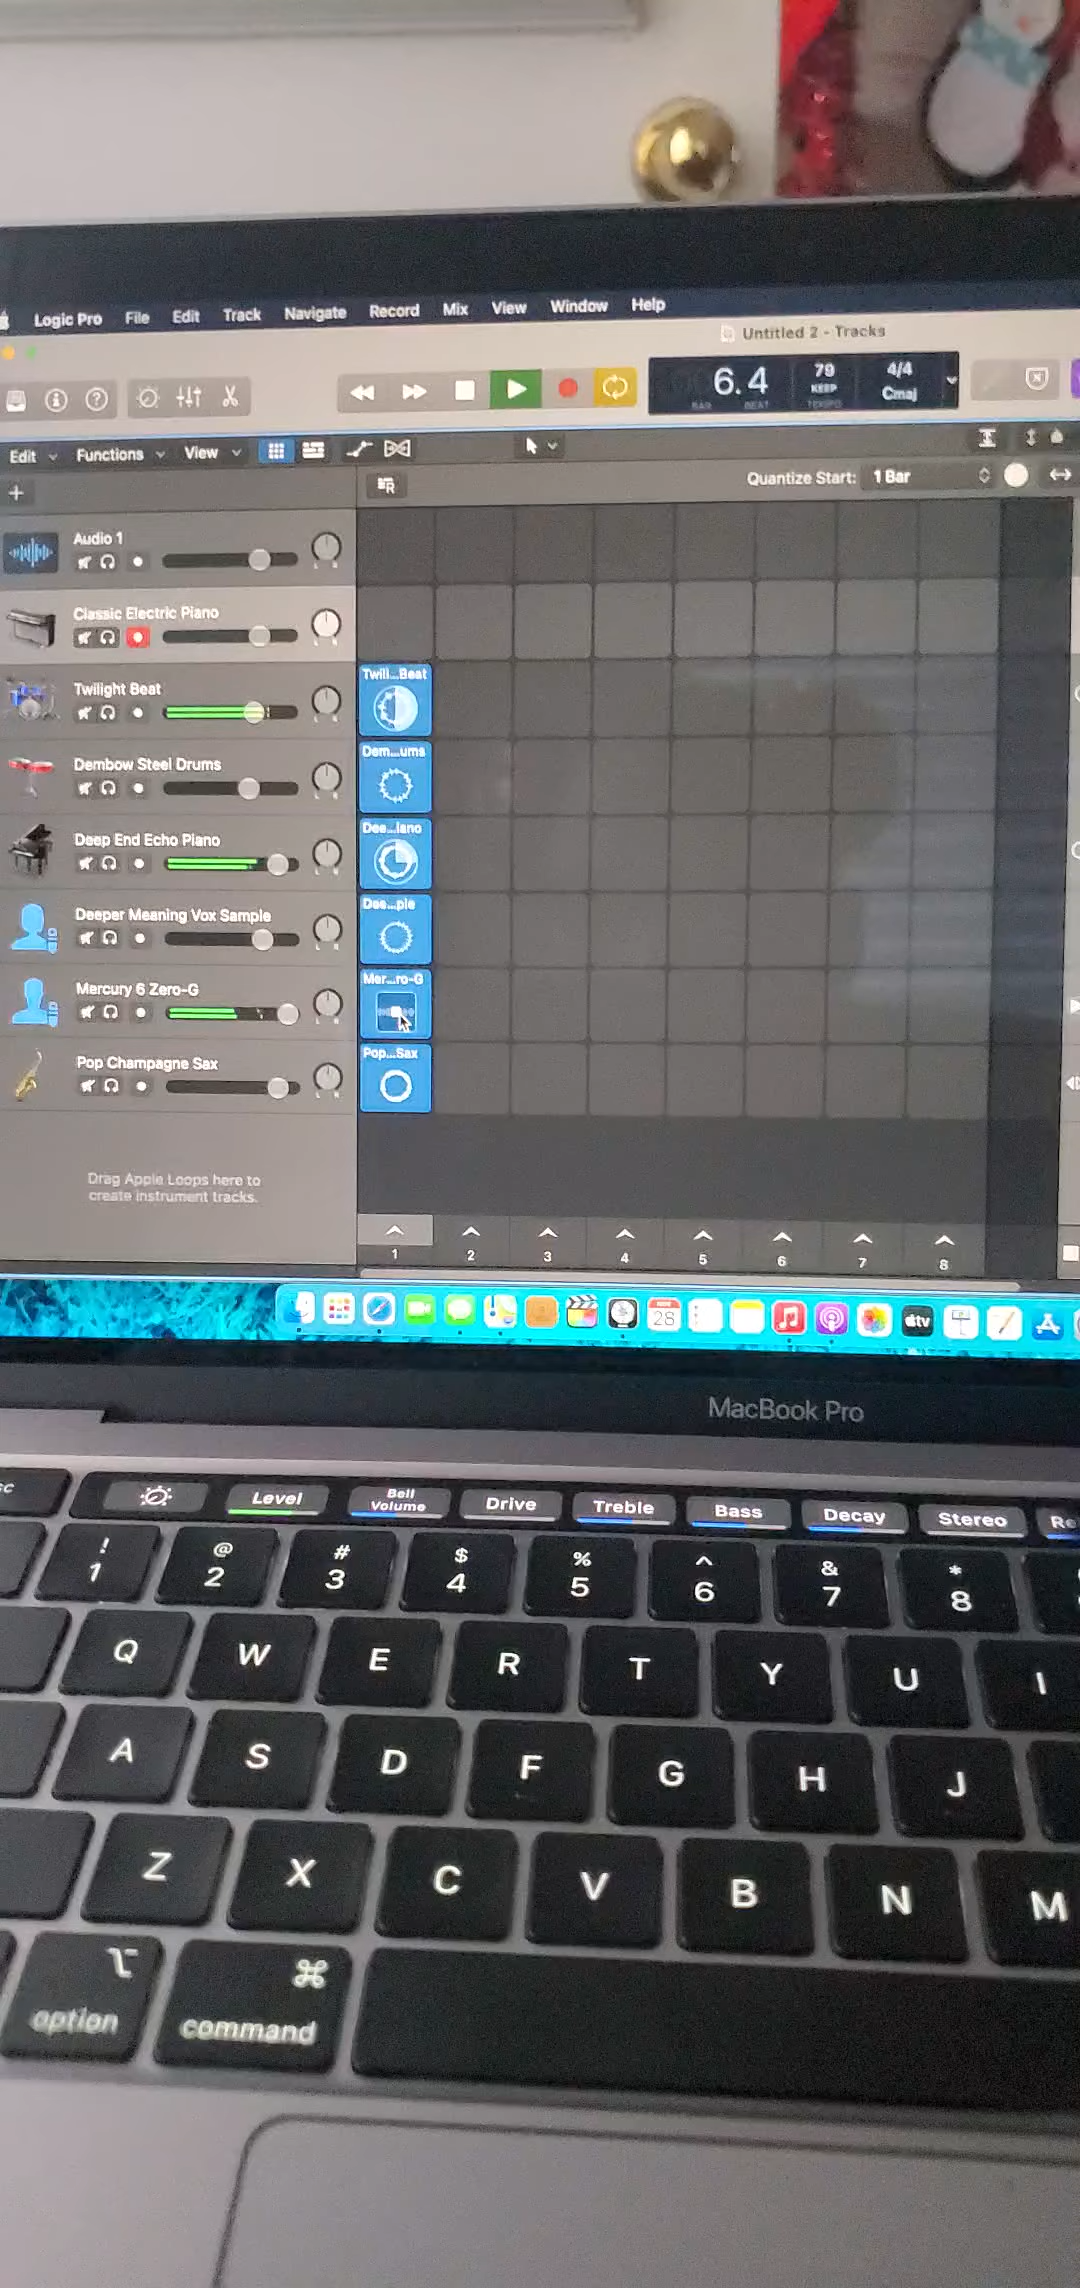 Logic Pro File Edit Track Navigate Record Mix View Window Help
Untitled 2 - Tracks
6.4 79 4/4
KEEP Cmaj
BAR BEAT TEMPO
Edit Functions View
Quantize Start: 1 Bar
Audio 1
Classic Electric Piano
Twilight Beat
Twill...Beat
Dembow Steel Drums
Dem...ums
Deep End Echo Piano
Dee...iano
Deeper Meaning Vox Sample
Dee...ple
Mercury 6 Zero-G
Mer...ro-G
Pop Champagne Sax
Pop...Sax
Drag Apple Loops here to
create instrument tracks.
1 2 3 4 5 6 7 8
28
tv
MacBook Pro
Level Bell Volume Drive Treble Bass Decay Stereo Re
! @ # $ % ^ & *
1 2 3 4 5 6 7 8
Q W E R T Y U I
A S D F G H J
Z X C V B N M
⌥ ⌘
option command